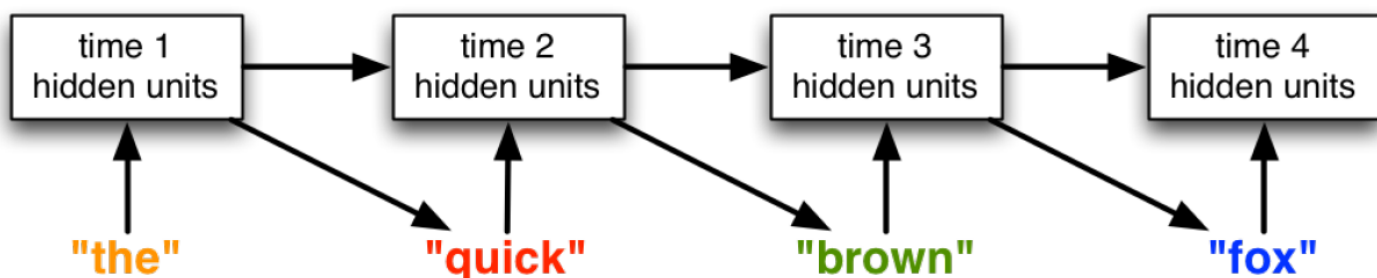 time 1
hidden units
time 2
hidden units
time 3
hidden units
time 4
hidden units
"the"
"quick"
"brown"
"fox"